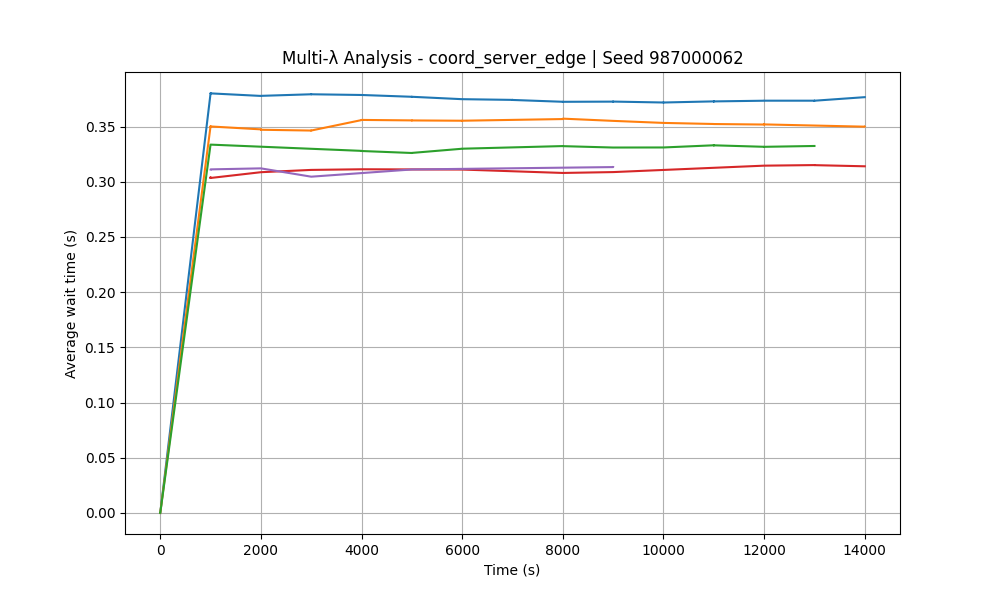 Multi-λ Analysis - coord_server_edge | Seed 987000062
Average wait time (s)
0.35
0.30
0.25
0.20
0.15
0.10
0.05
0.00
0 2000 4000 6000 8000 10000 12000 14000
Time (s)